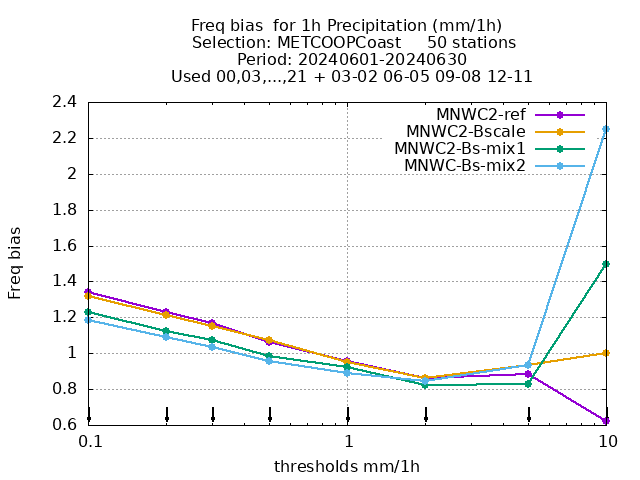 Freq bias  for 1h Precipitation (mm/1h)
Selection: METCOOPCoast     50 stations
Period: 20240601-20240630
Used 00,03,...,21 + 03-02 06-05 09-08 12-11
MNWC2-ref
MNWC2-Bscale
MNWC2-Bs-mix1
MNWC-Bs-mix2
2.4
2.2
2
1.8
1.6
1.4
1.2
1
0.8
0.6
Freq bias
0.1 1 10
thresholds mm/1h